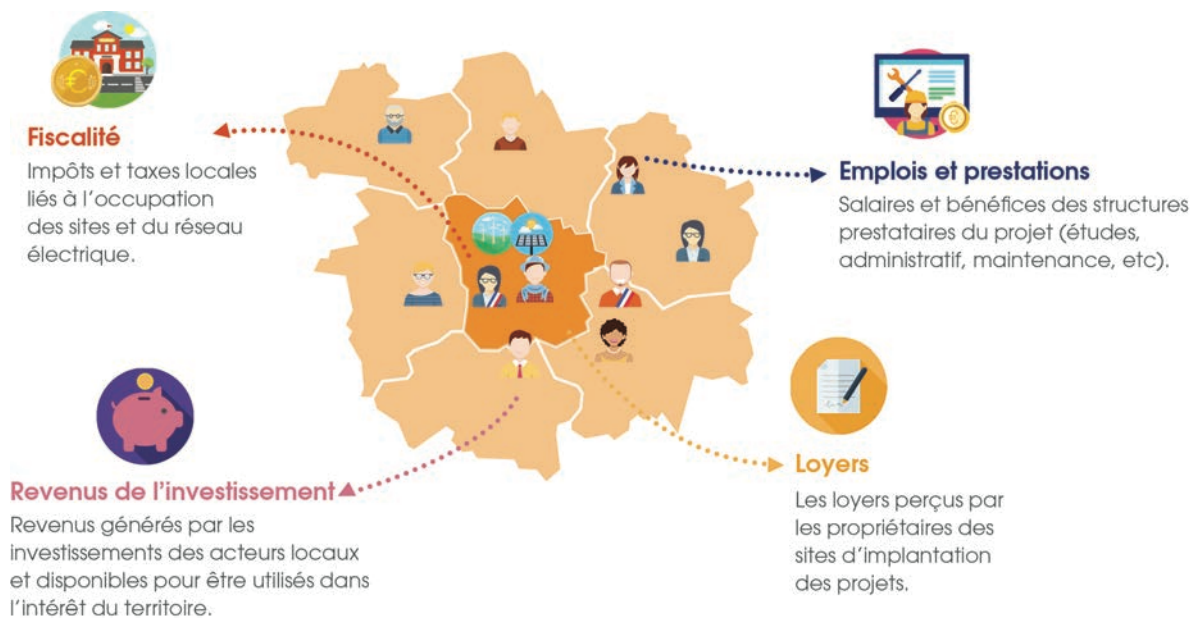 Fiscalité
Impôts et taxes locales
liés à l'occupation
des sites et du réseau
électrique.
Emplois et prestations
Salaires et bénéfices des structures
prestataires du projet (études,
administratif, maintenance, etc).
Revenus de l'investissement
Revenus générés par les
investissements des acteurs locaux
et disponibles pour être utilisés dans
l'intérêt du territoire.
Loyers
Les loyers perçus par
les propriétaires des
sites d'implantation
des projets.